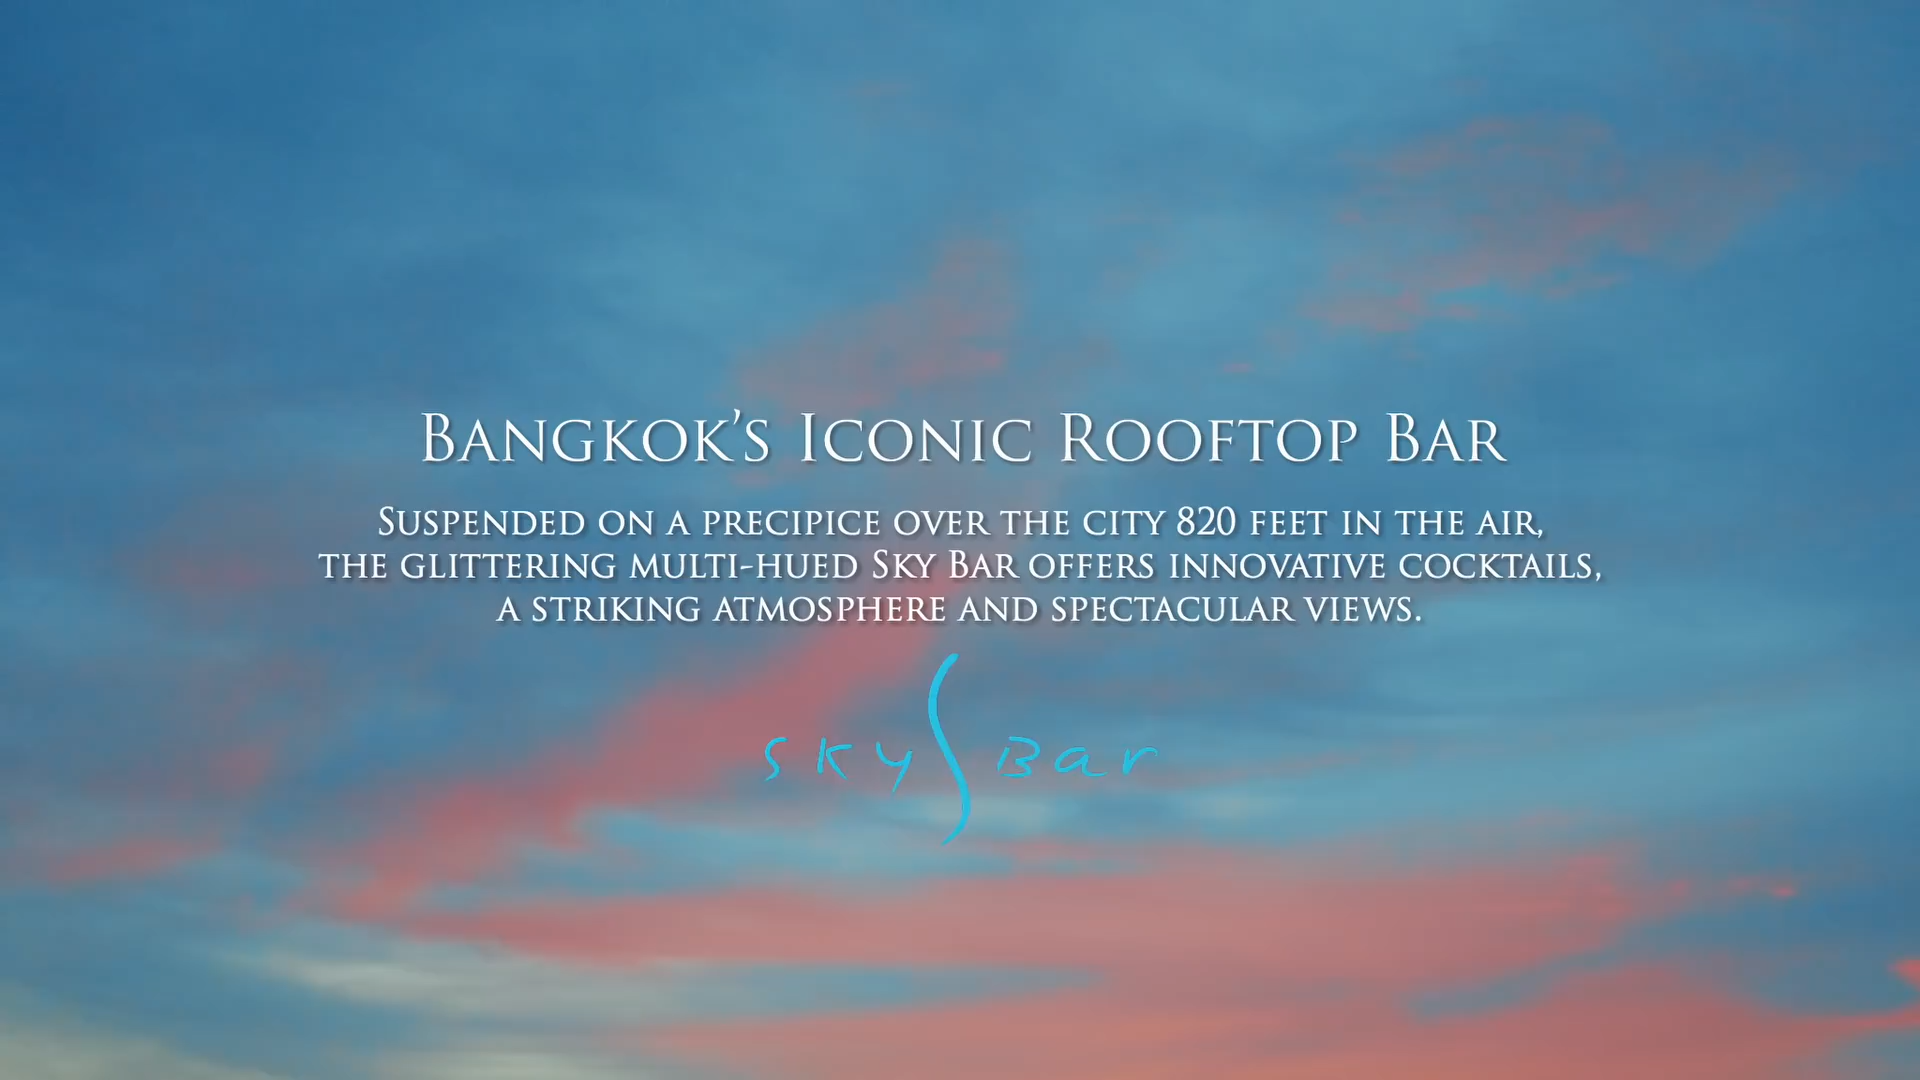 Bangkok's Iconic Rooftop Bar
Suspended on a precipice over the city 820 feet in the air,
the glittering multi-hued Sky Bar offers innovative cocktails,
a striking atmosphere and spectacular views.
sky S Bar